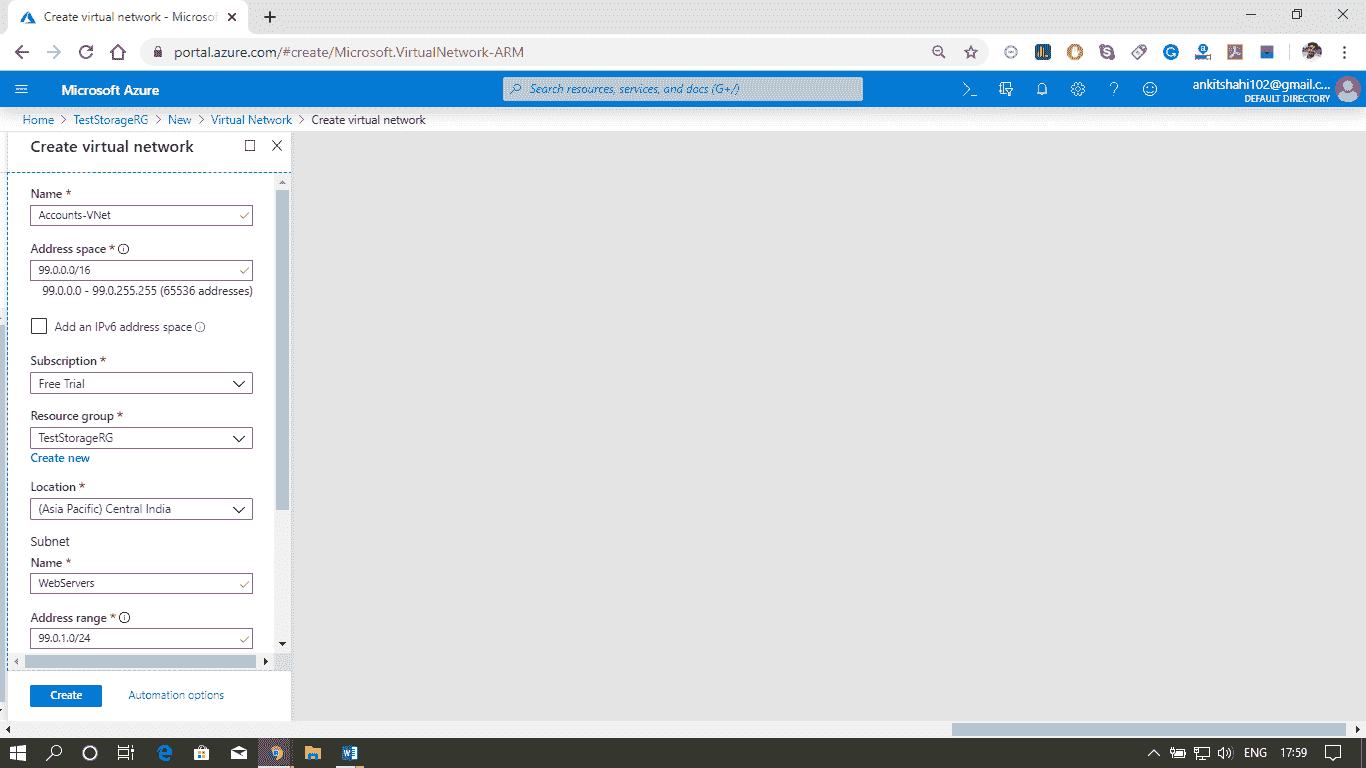 Create virtual network - Microsof
portal.azure.com/#create/Microsoft.VirtualNetwork-ARM
Microsoft Azure
Search resources, services, and docs (G+/)
ankitshahi102@gmail.c...
DEFAULT DIRECTORY
Home > TestStorageRG > New > Virtual Network > Create virtual network
Create virtual network
Name *
Accounts-VNet
Address space *
99.0.0.0/16
99.0.0.0 - 99.0.255.255 (65536 addresses)
Add an IPv6 address space
Subscription *
Free Trial
Resource group *
TestStorageRG
Create new
Location *
(Asia Pacific) Central India
Subnet
Name *
WebServers
Address range *
99.0.1.0/24
Create
Automation options
ENG
17:59